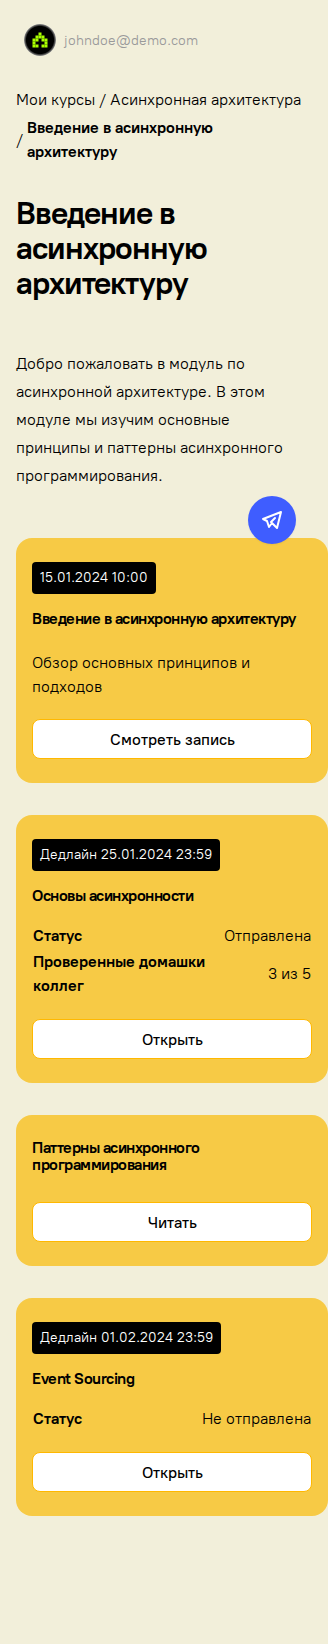 johndoe@demo.com
Мои курсы / Асинхронная архитектура
/ Введение в асинхронную
архитектуру
Введение в
асинхронную
архитектуру
Добро пожаловать в модуль по
асинхронной архитектуре. В этом
модуле мы изучим основные
принципы и паттерны асинхронного
программирования.
15.01.2024 10:00
Введение в асинхронную архитектуру
Обзор основных принципов и
подходов
Смотреть запись
Дедлайн 25.01.2024 23:59
Основы асинхронности
Статус Отправлена
Проверенные домашки
коллег 3 из 5
Открыть
Паттерны асинхронного
программирования
Читать
Дедлайн 01.02.2024 23:59
Event Sourcing
Статус Не отправлена
Открыть